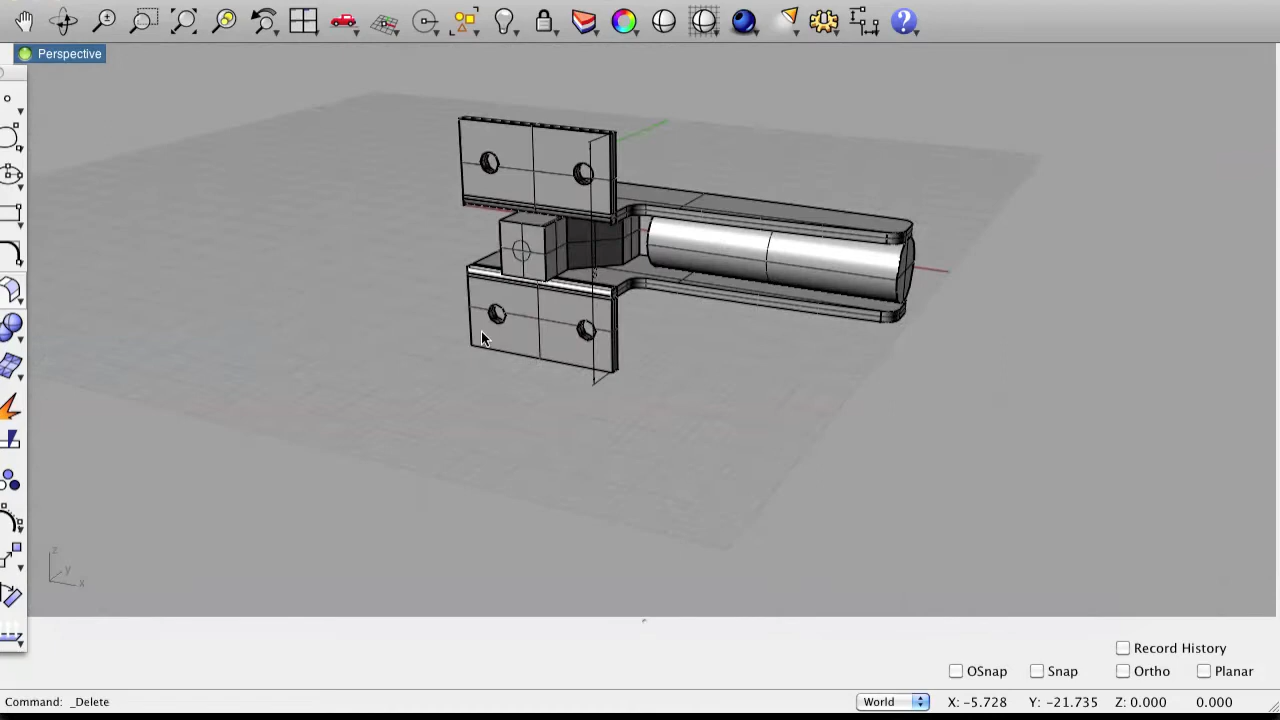 Perspective
z
y
x
Record History
OSnap
Snap
Ortho
Planar
Command: _Delete
World
X: -5.728
Y: -21.735
Z: 0.000
0.000